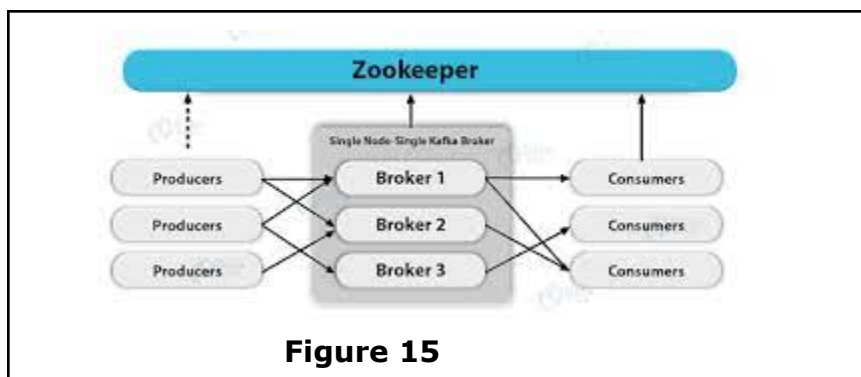 Zookeeper
Single Node-Single Kafka Broker
Producers
Broker 1
Consumers
Producers
Broker 2
Consumers
Producers
Broker 3
Consumers
Figure 15